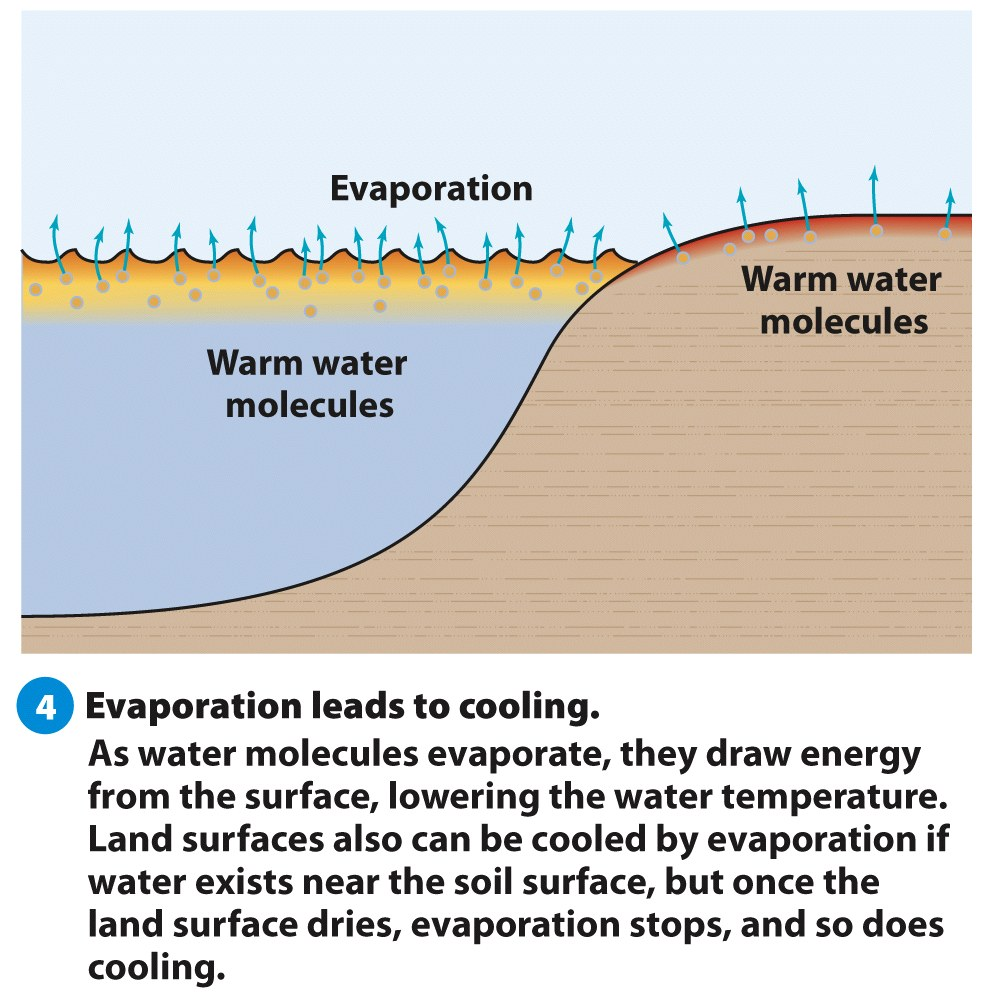 Evaporation
Warm water
molecules
Warm water
molecules
4 Evaporation leads to cooling.
As water molecules evaporate, they draw energy
from the surface, lowering the water temperature.
Land surfaces also can be cooled by evaporation if
water exists near the soil surface, but once the
land surface dries, evaporation stops, and so does
cooling.